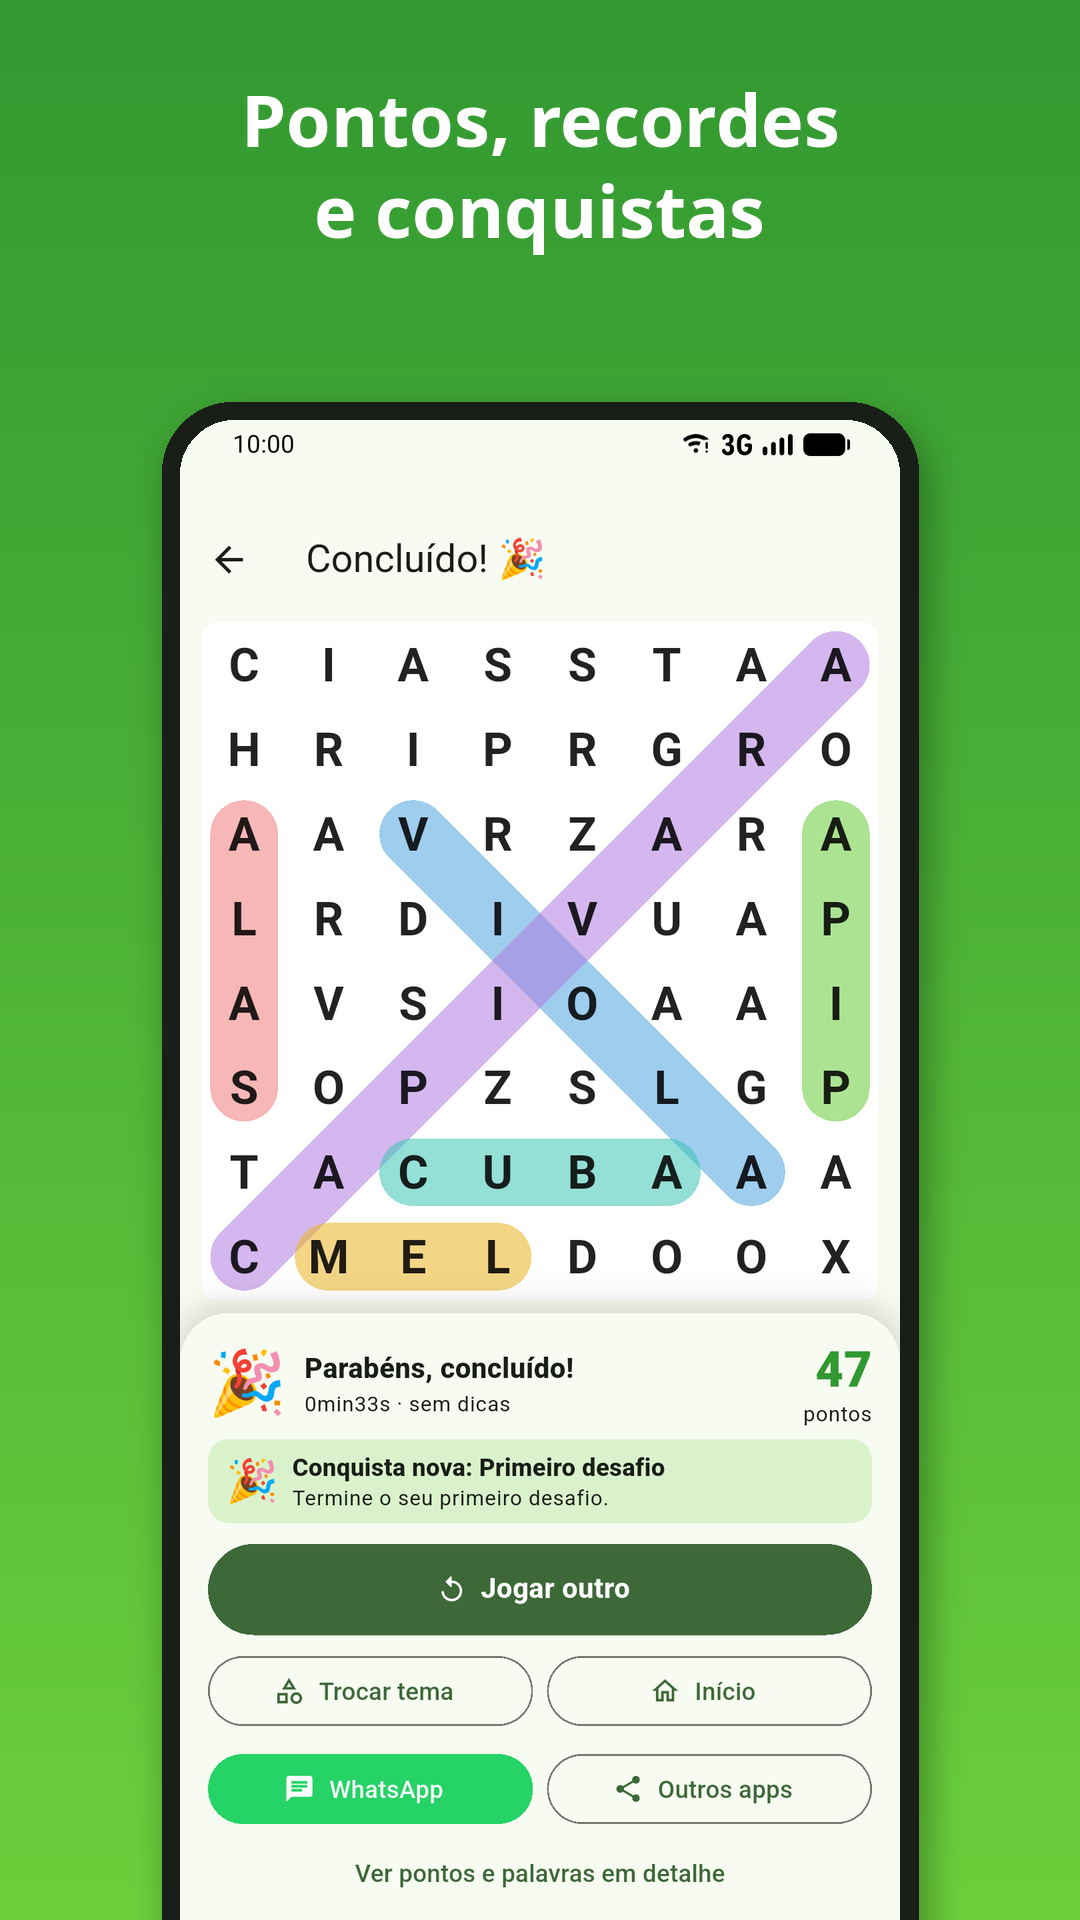 Pontos, recordes
e conquistas
10:00 3G
Concluído!
C I A S S T A A
H R I P R G R O
A A V R Z A R A
L R D I V U A P
A V S I O A A I
S O P Z S L G P
T A C U B A A A
C M E L D O O X
Parabéns, concluído!
0min33s · sem dicas
47
pontos
Conquista nova: Primeiro desafio
Termine o seu primeiro desafio.
Jogar outro
Trocar tema
Início
WhatsApp
Outros apps
Ver pontos e palavras em detalhe